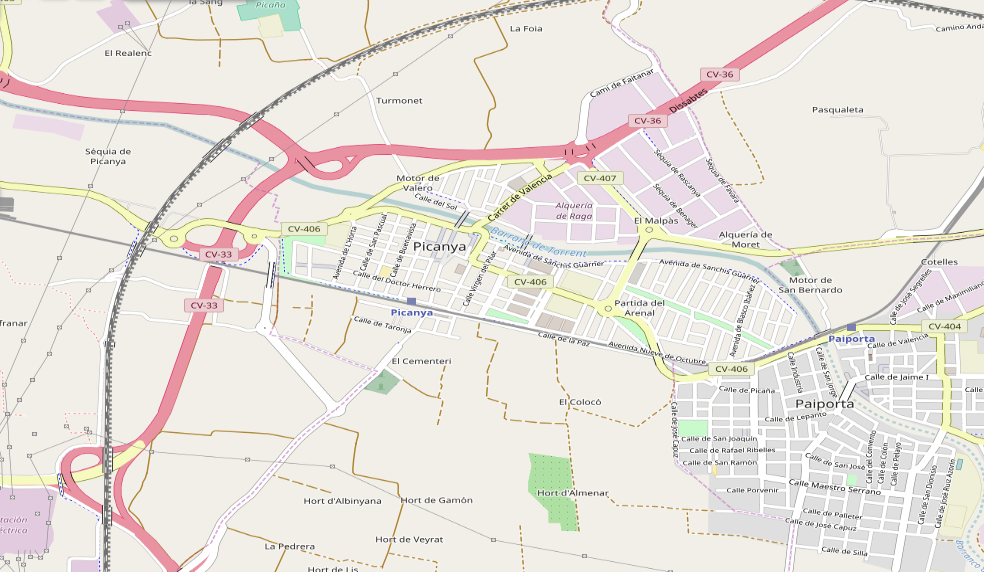 la Sang
Picaña
La Foia
Camino Anda
El Realenc
CV-36
Camí de Faitanar
Turmonet
Dissabtes
Pasqualeta
CV-36
Séquia de
Picanya
Séquia de Rascanya
Séquia de Favara
Motor de
Valero
CV-407
Carrer de Valencia
Séquia de Benager
Calle del Sol
Alquería
de Raga
El Malpàs
CV-406
Alquería de
Moret
Barranc de Torrent
Picanya
Avenida de L'Horta
Calle de San Pascual
Calle de Buenavista
CV-33
Avenida de Sanchis Guarner
Avenida de Sanchis Guarner
Cotelles
Calle del Doctor Herrero
Calle Virgen del Pilar
CV-406
Motor de
San Bernardo
Calle de José Segrelles
Calle de Maximilian
CV-33
Picanya
Partida del
Arenal
Avenida de Blasco Ibáñez
franar
Calle de Taronja
CV-404
Calle de la Paz
Paiporta
Calle de Valencia
Avenida Nueve de Octubre
El Cementeri
CV-406
Calle Industria
Calle de San Jorge
Calle de Jaime I
Calle de Picaña
El Colocó
Paiporta
Calle de Lepanto
Calle de José Capuz
Calle de San Joaquín
Calle de Rafael Ribelles
Calle de San Ramón
Calle de San José
Calle del Convento
Calle de Colón
Calle de Pelayo
Calle de San Dionisio
Calle de José Ruiz Azorín
Calle Maestro Serrano
Calle Porvenir
Hort d'Almenar
Hort d'Albinyana
Hort de Gamón
Calle de Palleter
Calle de José Capuz
tación
éctrica
Hort de Veyrat
La Pedrera
Calle de Silla
Barranco
Hort de Lis